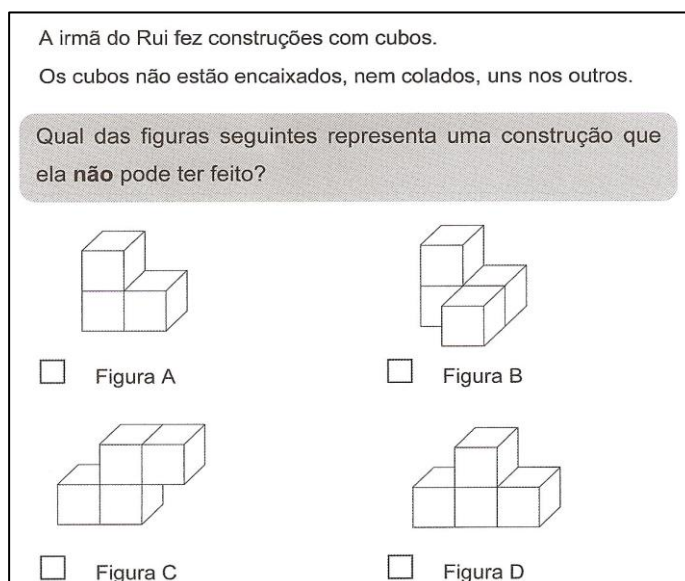 A irmã do Rui fez construções com cubos.
Os cubos não estão encaixados, nem colados, uns nos outros.
Qual das figuras seguintes representa uma construção que
ela não pode ter feito?
Figura A
Figura B
Figura C
Figura D